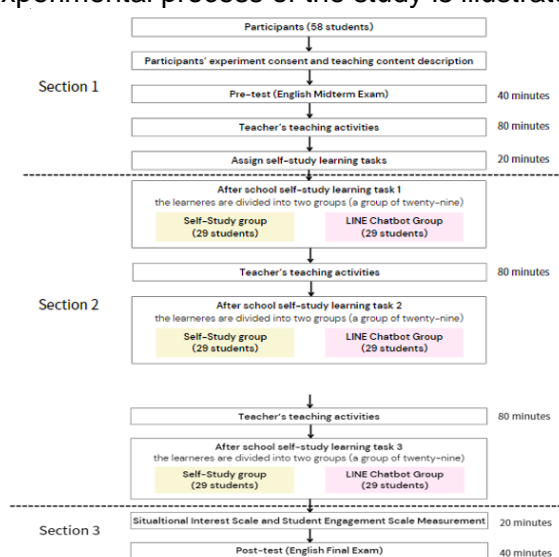 xperimental process of the study is illustrate
Participants (58 students)
Participants' experiment consent and teaching content description
Section 1
Pre-test (English Midterm Exam)
40 minutes
Teacher's teaching activities
80 minutes
Assign self-study learning tasks
20 minutes
After school self-study learning task 1
the learneres are divided into two groups (a group of twenty-nine)
Self-Study group
(29 students)
LINE Chatbot Group
(29 students)
Teacher's teaching activities
80 minutes
Section 2
After school self-study learning task 2
the learneres are divided into two groups (a group of twenty-nine)
Self-Study group
(29 students)
LINE Chatbot Group
(29 students)
Teacher's teaching activities
80 minutes
After school self-study learning task 3
the learneres are divided into two groups (a group of twenty-nine)
Self-Study group
(29 students)
LINE Chatbot Group
(29 students)
Section 3
Situaltional Interest Scale and Student Engagement Scale Measurement
20 minutes
Post-test (English Final Exam)
40 minutes